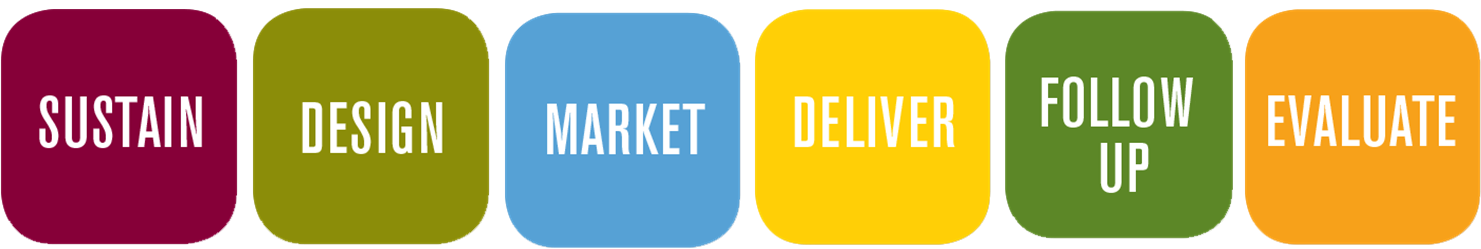 SUSTAIN
DESIGN
MARKET
DELIVER
FOLLOW
UP
EVALUATE